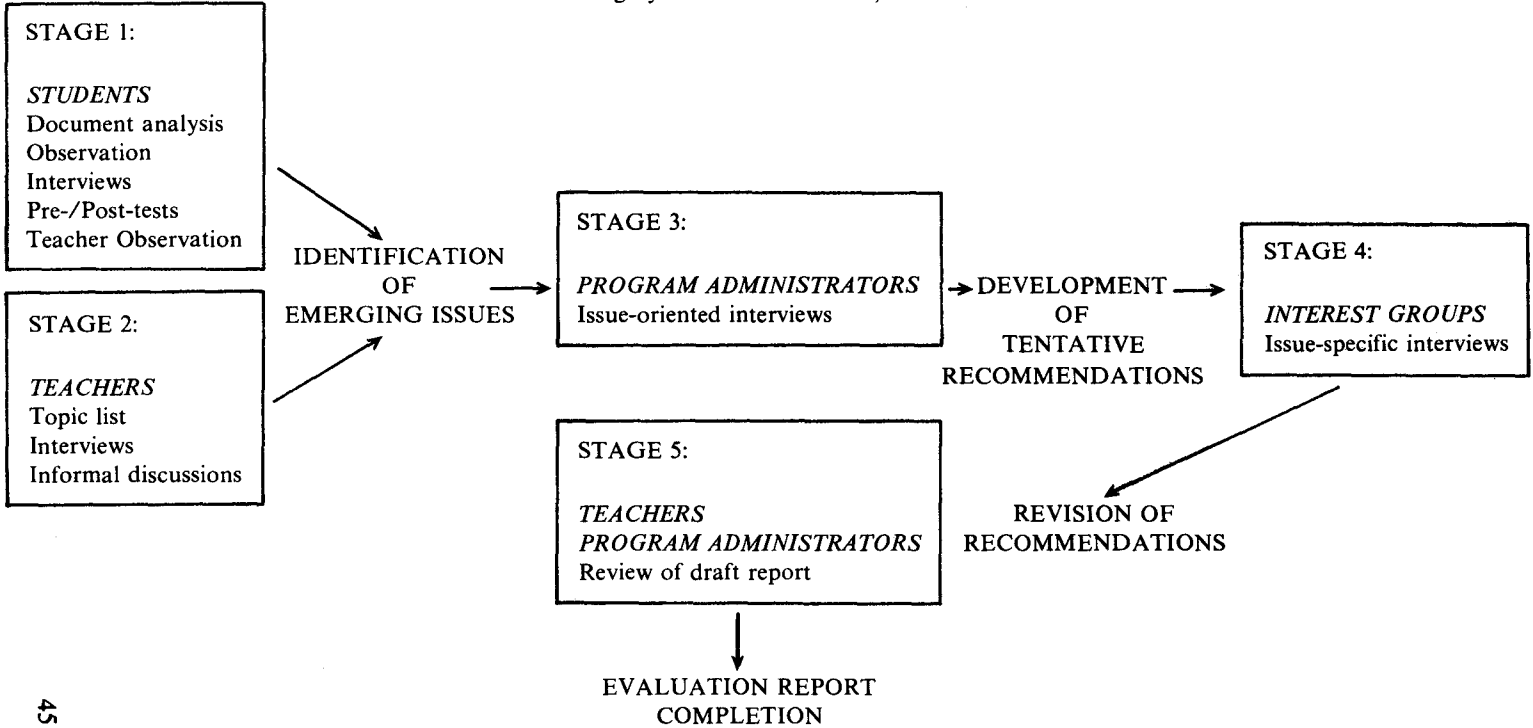 STAGE 1:
STUDENTS
Document analysis
Observation
Interviews
Pre-/Post-tests
Teacher Observation
STAGE 2:
TEACHERS
Topic list
Interviews
Informal discussions
IDENTIFICATION
OF
EMERGING ISSUES
STAGE 3:
PROGRAM ADMINISTRATORS
Issue-oriented interviews
DEVELOPMENT
OF
TENTATIVE
RECOMMENDATIONS
STAGE 4:
INTEREST GROUPS
Issue-specific interviews
REVISION OF
RECOMMENDATIONS
STAGE 5:
TEACHERS
PROGRAM ADMINISTRATORS
Review of draft report
EVALUATION REPORT
COMPLETION
45